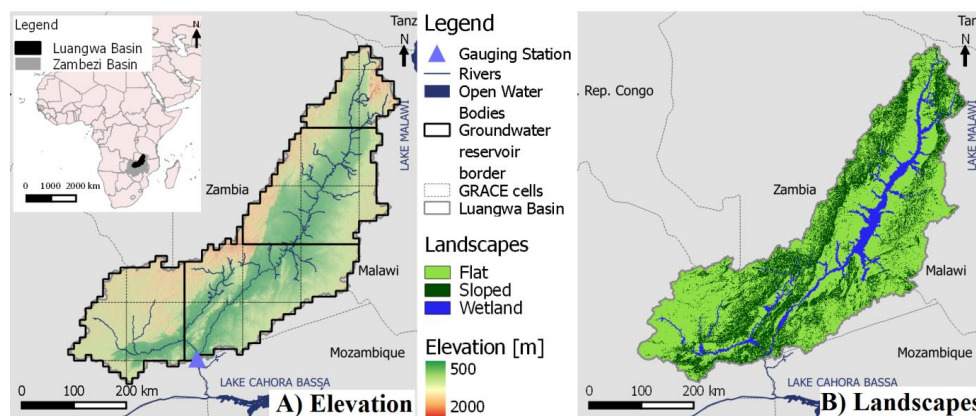 Legend
Luangwa Basin
Zambezi Basin
N
0 1000 2000 km
Tanz
N
LAKE MALAWI
Zambia
Malawi
Mozambique
LAKE CAHORA BASSA
0 100 200 km
A) Elevation
Legend
Gauging Station
Rivers
Open Water
Bodies
Groundwater
reservoir
border
GRACE cells
Luangwa Basin
Landscapes
Flat
Sloped
Wetland
Elevation [m]
500
2000
Tanz
N
. Rep. Congo
LAKE MALAWI
Zambia
Malawi
Mozambique
LAKE CAHORA BASSA
0 100 200 km
B) Landscapes